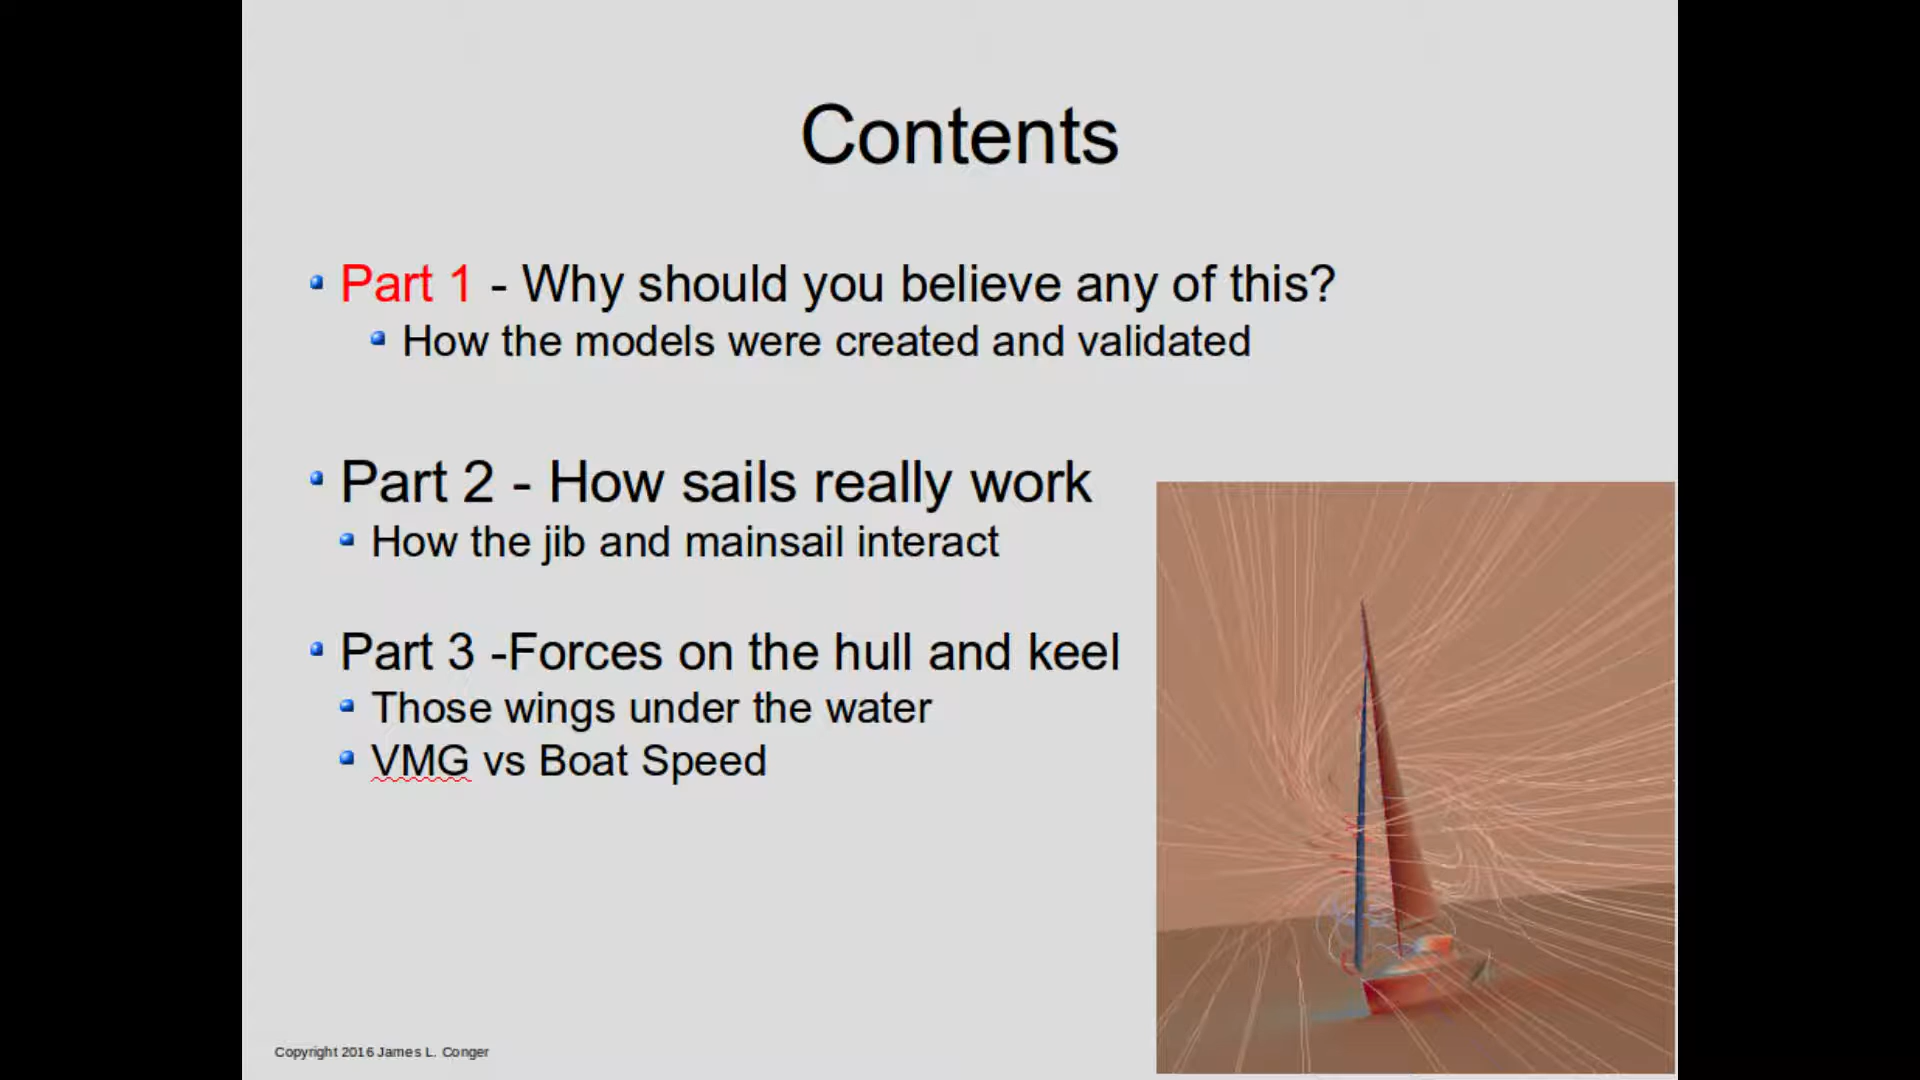 Contents
Part 1 - Why should you believe any of this?
How the models were created and validated
Part 2 - How sails really work
How the jib and mainsail interact
Part 3 -Forces on the hull and keel
Those wings under the water
VMG vs Boat Speed
Copyright 2016 James L. Conger